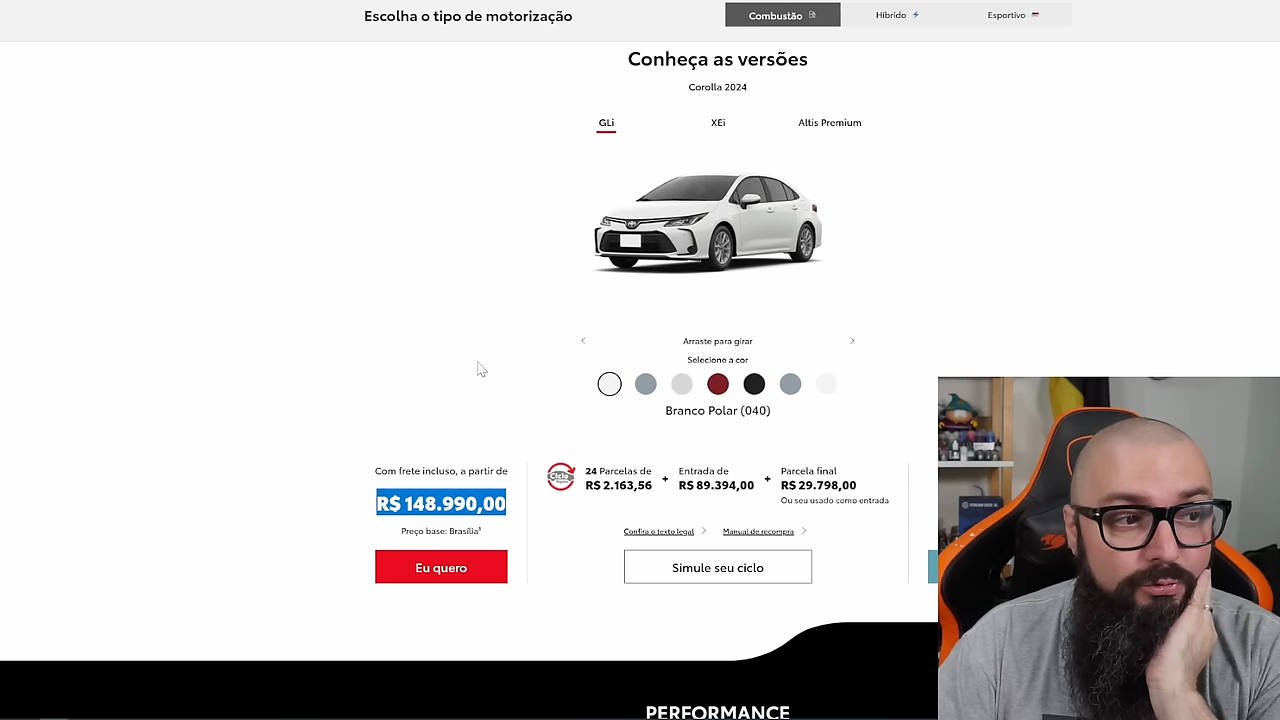 Escolha o tipo de motorização
Combustão
Híbrido
Esportivo
Conheça as versões
Corolla 2024
GLi
XEi
Altis Premium
Arraste para girar
Selecione a cor
Branco Polar (040)
Com frete incluso, a partir de
R$ 148.990,00
Preço base: Brasília¹
Eu quero
Ciclo
24 Parcelas de
R$ 2.163,56
+
Entrada de
R$ 89.394,00
+
Parcela final
R$ 29.798,00
Ou seu usado como entrada
Confira o texto legal
Manual de recompra
Simule seu ciclo
PERFORMANCE